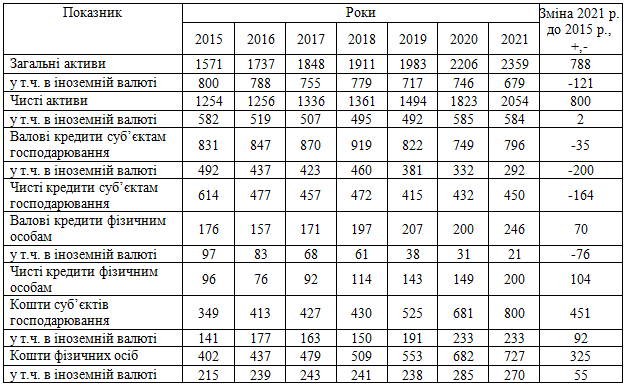 Показник Роки Зміна 2021 р.
до 2015 р.,
+,-
2015 2016 2017 2018 2019 2020 2021
Загальні активи 1571 1737 1848 1911 1983 2206 2359 788
у т.ч. в іноземній валюті 800 788 755 779 717 746 679 -121
Чисті активи 1254 1256 1336 1361 1494 1823 2054 800
у т.ч. в іноземній валюті 582 519 507 495 492 585 584 2
Валові кредити суб’єктам
господарювання 831 847 870 919 822 749 796 -35
у т.ч. в іноземній валюті 492 437 423 460 381 332 292 -200
Чисті кредити суб’єктам
господарювання 614 477 457 472 415 432 450 -164
Валові кредити фізичним
особам 176 157 171 197 207 200 246 70
у т.ч. в іноземній валюті 97 83 68 61 38 31 21 -76
Чисті кредити фізичним
особам 96 76 92 114 143 149 200 104
Кошти суб’єктів
господарювання 349 413 427 430 525 681 800 451
у т.ч. в іноземній валюті 141 177 163 150 191 233 233 92
Кошти фізичних осіб 402 437 479 509 553 682 727 325
у т.ч. в іноземній валюті 215 239 243 241 238 285 270 55